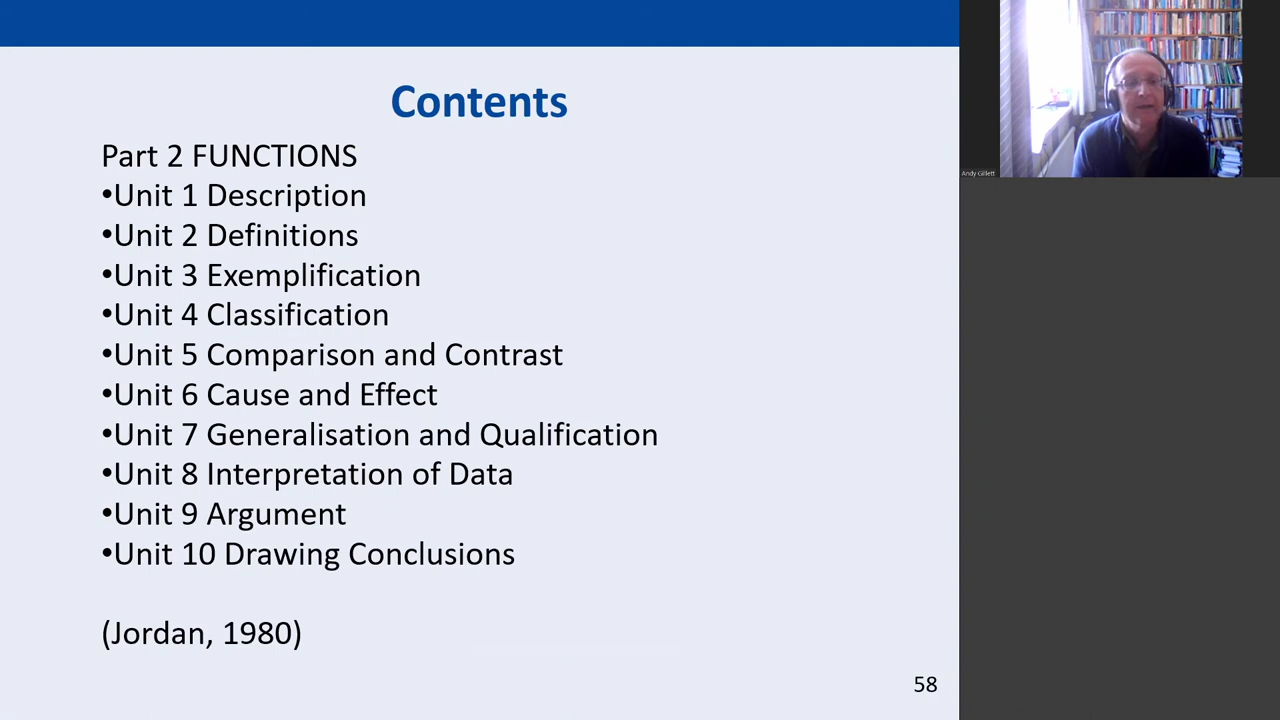 Contents
Part 2 FUNCTIONS
•Unit 1 Description
•Unit 2 Definitions
•Unit 3 Exemplification
•Unit 4 Classification
•Unit 5 Comparison and Contrast
•Unit 6 Cause and Effect
•Unit 7 Generalisation and Qualification
•Unit 8 Interpretation of Data
•Unit 9 Argument
•Unit 10 Drawing Conclusions
(Jordan, 1980)
58
Andy Gillett